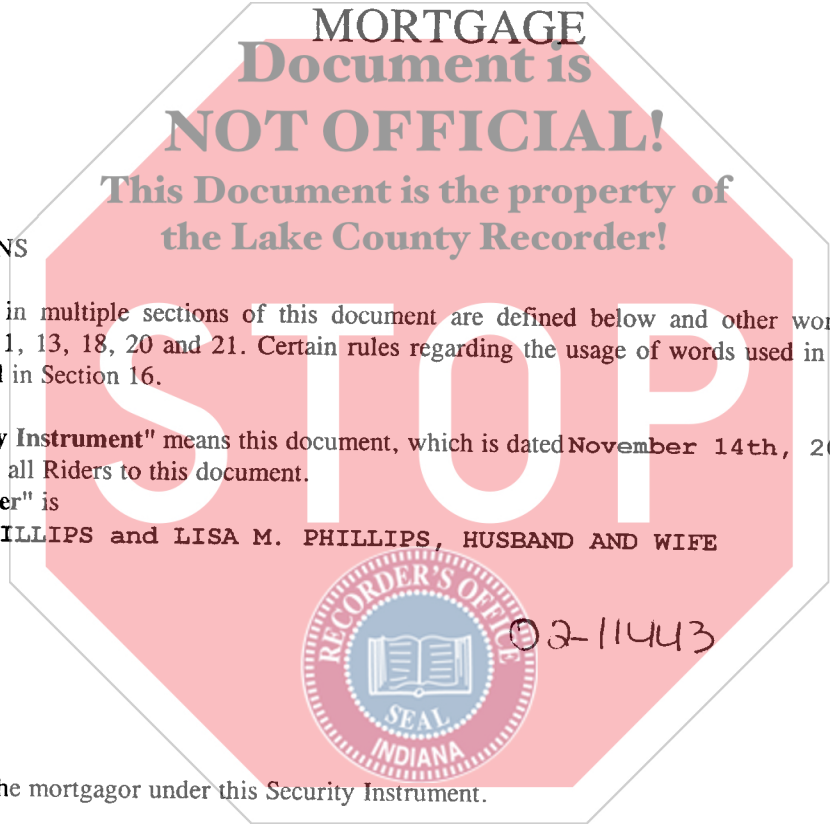 MORTGAGE
Document is
NOT OFFICIAL!
This Document is the property of
the Lake County Recorder!
NS
in multiple sections of this document are defined below and other wor
1, 13, 18, 20 and 21. Certain rules regarding the usage of words used in
in Section 16.
STOP
y Instrument" means this document, which is dated November 14th, 20
all Riders to this document.
er" is
ILLIPS and LISA M. PHILLIPS, HUSBAND AND WIFE
RECORDER'S OFFICE
02-11443
SEAL
INDIANA
he mortgagor under this Security Instrument.